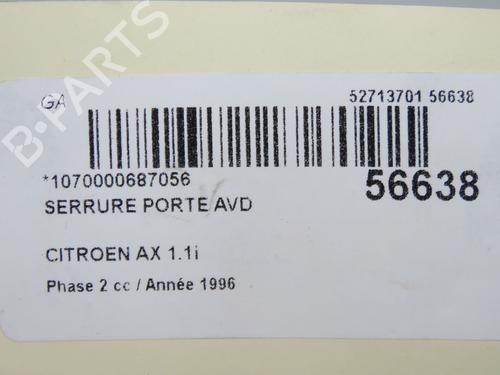 GA
52713701 56638
*1070000687056
56638
SERRURE PORTE AVD
CITROEN AX 1.1i
Phase 2 cc / Année 1996
B-PARTS